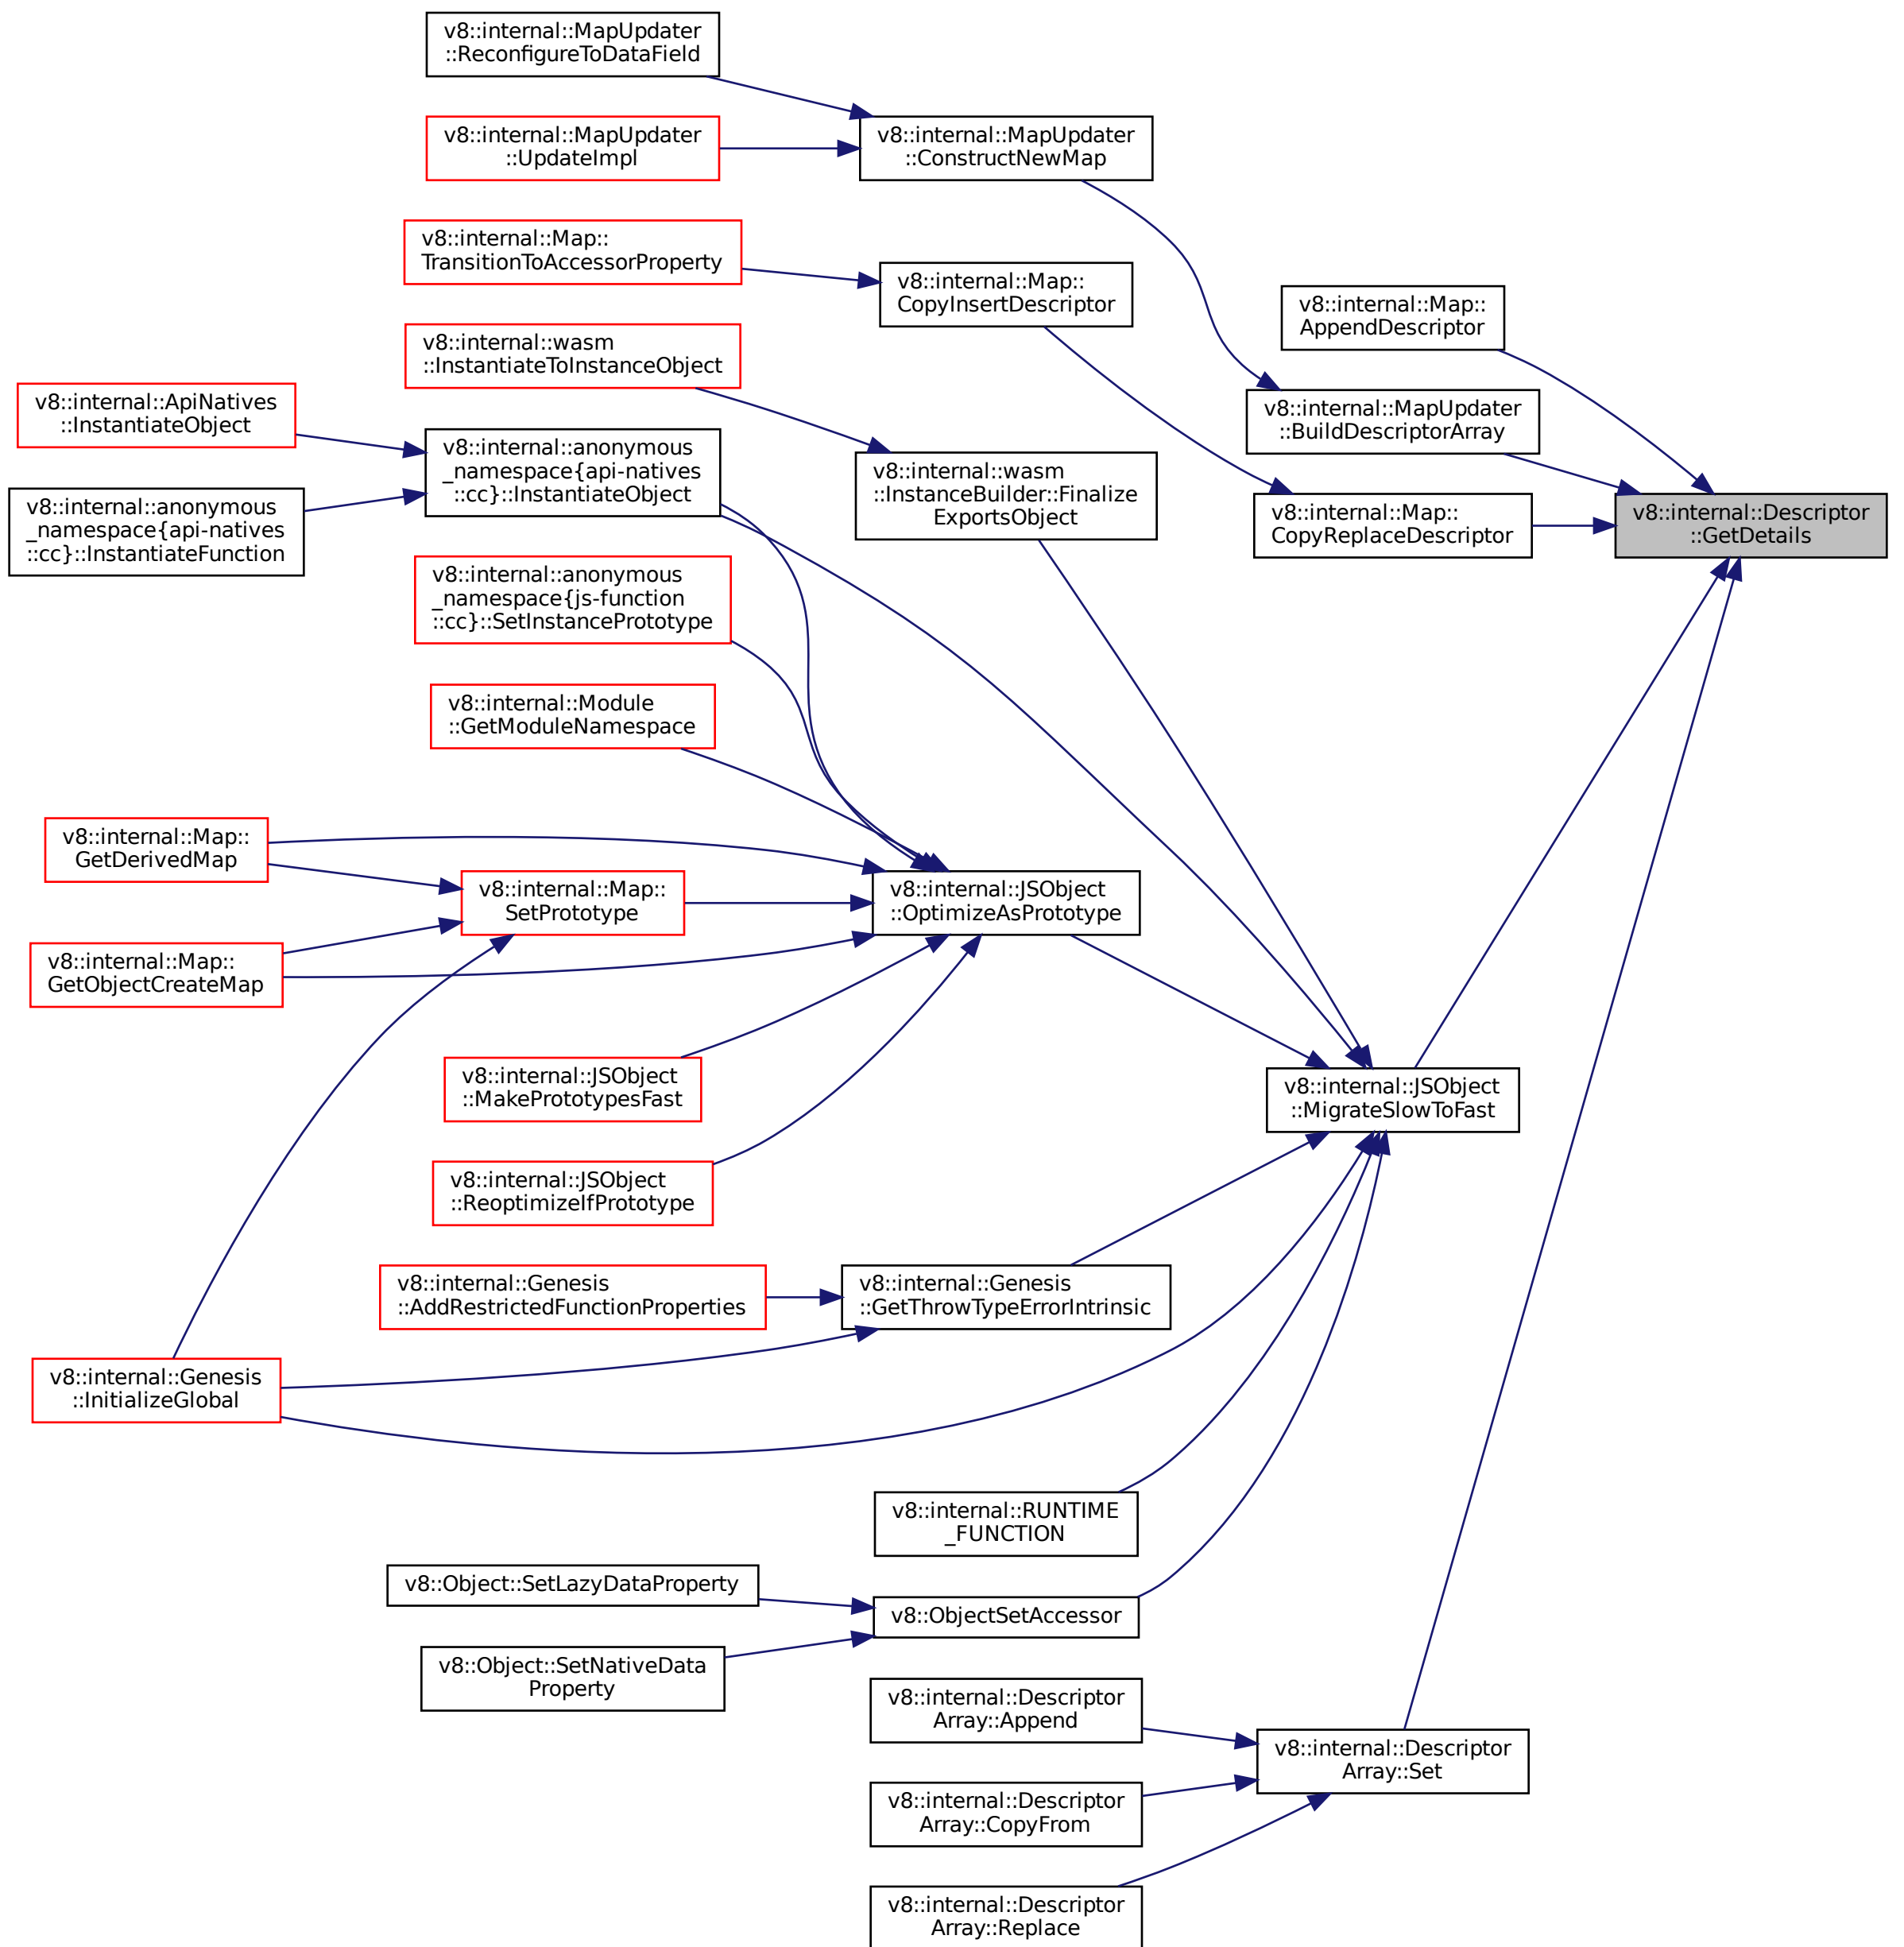 v8::internal::MapUpdater
::ReconfigureToDataField
v8::internal::MapUpdater
::UpdateImpl
v8::internal::MapUpdater
::ConstructNewMap
v8::internal::Map::
TransitionToAccessorProperty
v8::internal::Map::
CopyInsertDescriptor
v8::internal::Map::
AppendDescriptor
v8::internal::wasm
::InstantiateToInstanceObject
v8::internal::ApiNatives
::InstantiateObject
v8::internal::MapUpdater
::BuildDescriptorArray
v8::internal::anonymous
_namespace{api-natives
::cc}::InstantiateObject
v8::internal::wasm
::InstanceBuilder::Finalize
ExportsObject
v8::internal::anonymous
_namespace{api-natives
::cc}::InstantiateFunction
v8::internal::Map::
CopyReplaceDescriptor
v8::internal::Descriptor
::GetDetails
v8::internal::anonymous
_namespace{js-function
::cc}::SetInstancePrototype
v8::internal::Module
::GetModuleNamespace
v8::internal::Map::
GetDerivedMap
v8::internal::Map::
SetPrototype
v8::internal::JSObject
::OptimizeAsPrototype
v8::internal::Map::
GetObjectCreateMap
v8::internal::JSObject
::MakePrototypesFast
v8::internal::JSObject
::MigrateSlowToFast
v8::internal::JSObject
::ReoptimizeIfPrototype
v8::internal::Genesis
::AddRestrictedFunctionProperties
v8::internal::Genesis
::GetThrowTypeErrorIntrinsic
v8::internal::Genesis
::InitializeGlobal
v8::internal::RUNTIME
_FUNCTION
v8::Object::SetLazyDataProperty
v8::ObjectSetAccessor
v8::Object::SetNativeData
Property
v8::internal::Descriptor
Array::Append
v8::internal::Descriptor
Array::Set
v8::internal::Descriptor
Array::CopyFrom
v8::internal::Descriptor
Array::Replace